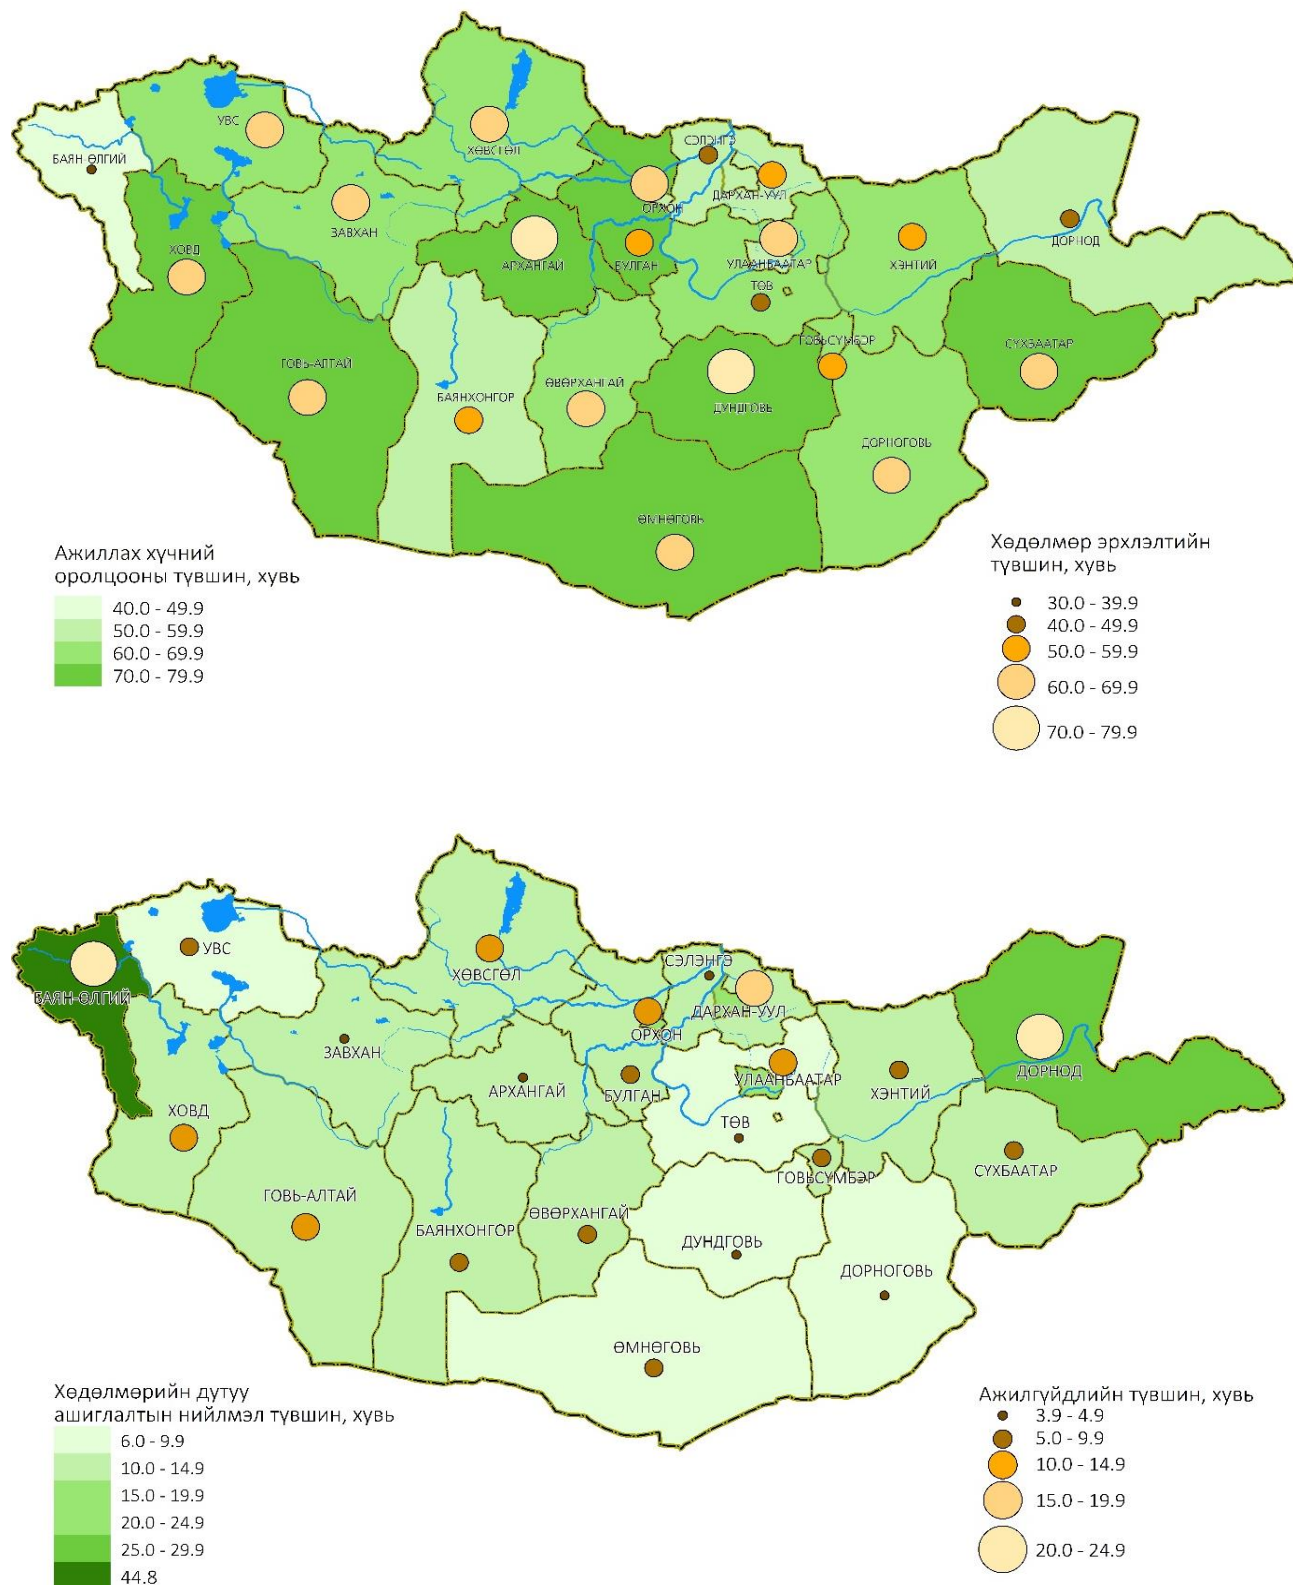 УВС
БАЯН-ӨЛГИЙ
ХӨВСГӨЛ
СЭЛЭНГЭ
ДАРХАН-УУЛ
ОРХОН
ЗАВХАН
ХОВД
АРХАНГАЙ
БУЛГАН
УЛААНБААТАР
ХЭНТИЙ
ДОРНОД
ТӨВ
ГОВЬСҮМБЭР
СҮХБААТАР
ГОВЬ-АЛТАЙ
БАЯНХОНГОР
ӨВӨРХАНГАЙ
ДУНДГОВЬ
ДОРНОГОВЬ
ӨМНӨГОВЬ
Ажиллах хүчний
оролцооны түвшин, хувь
40.0 - 49.9
50.0 - 59.9
60.0 - 69.9
70.0 - 79.9
Хөдөлмөр эрхлэлтийн
түвшин, хувь
30.0 - 39.9
40.0 - 49.9
50.0 - 59.9
60.0 - 69.9
70.0 - 79.9
УВС
БАЯН-ӨЛГИЙ
ХӨВСГӨЛ
СЭЛЭНГЭ
ДАРХАН-УУЛ
ОРХОН
ЗАВХАН
АРХАНГАЙ
БУЛГАН
УЛААНБААТАР
ХЭНТИЙ
ДОРНОД
ХОВД
ТӨВ
ГОВЬСҮМБЭР
СҮХБААТАР
ГОВЬ-АЛТАЙ
БАЯНХОНГОР
ӨВӨРХАНГАЙ
ДУНДГОВЬ
ДОРНОГОВЬ
ӨМНӨГОВЬ
Хөдөлмөрийн дутуу
ашиглалтын нийлмэл түвшин, хувь
6.0 - 9.9
10.0 - 14.9
15.0 - 19.9
20.0 - 24.9
25.0 - 29.9
44.8
Ажилгүйдлийн түвшин, хувь
3.9 - 4.9
5.0 - 9.9
10.0 - 14.9
15.0 - 19.9
20.0 - 24.9